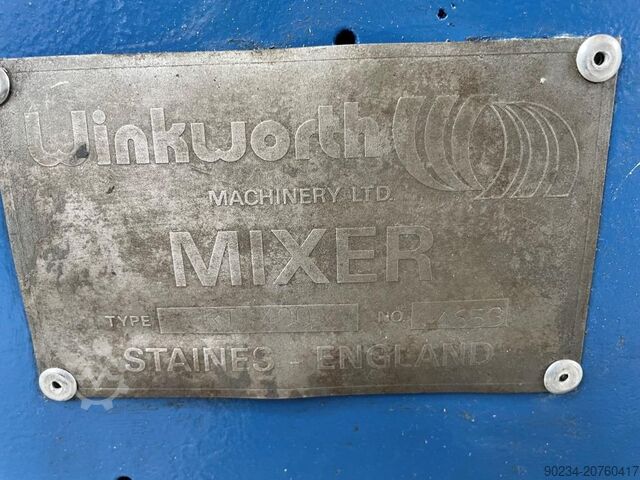 Winkworth
MACHINERY LTD.
MIXER
TYPE NO.
STAINES - ENGLAND
90234-20760417